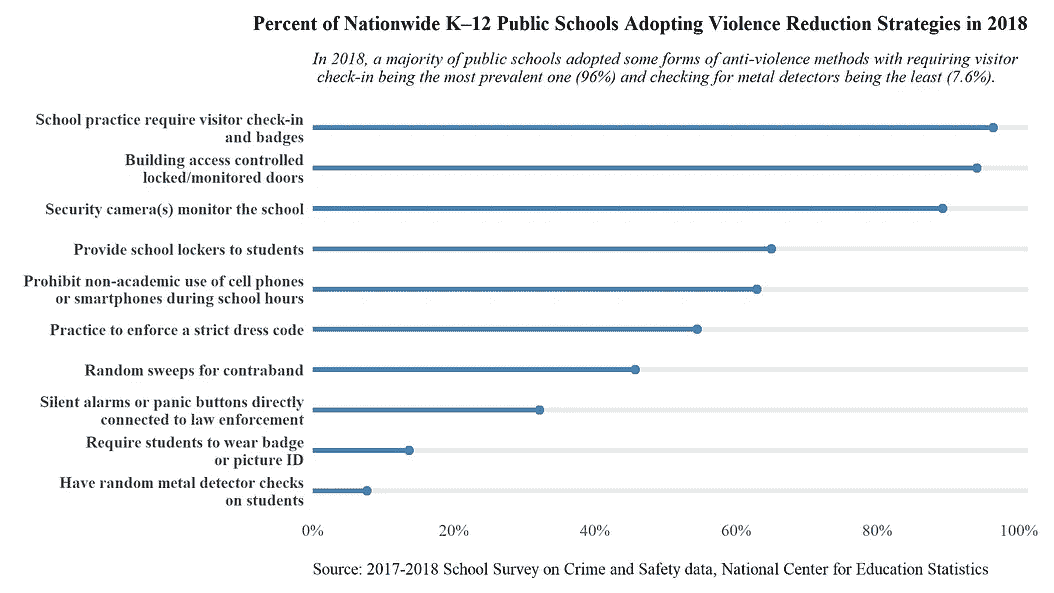 Percent of Nationwide K–12 Public Schools Adopting Violence Reduction Strategies in 2018
In 2018, a majority of public schools adopted some forms of anti-violence methods with requiring visitor
check-in being the most prevalent one (96%) and checking for metal detectors being the least (7.6%).
School practice require visitor check-in
and badges
Building access controlled
locked/monitored doors
Security camera(s) monitor the school
Provide school lockers to students
Prohibit non-academic use of cell phones
or smartphones during school hours
Practice to enforce a strict dress code
Random sweeps for contraband
Silent alarms or panic buttons directly
connected to law enforcement
Require students to wear badge
or picture ID
Have random metal detector checks
on students
0% 20% 40% 60% 80% 100%
Source: 2017-2018 School Survey on Crime and Safety data, National Center for Education Statistics